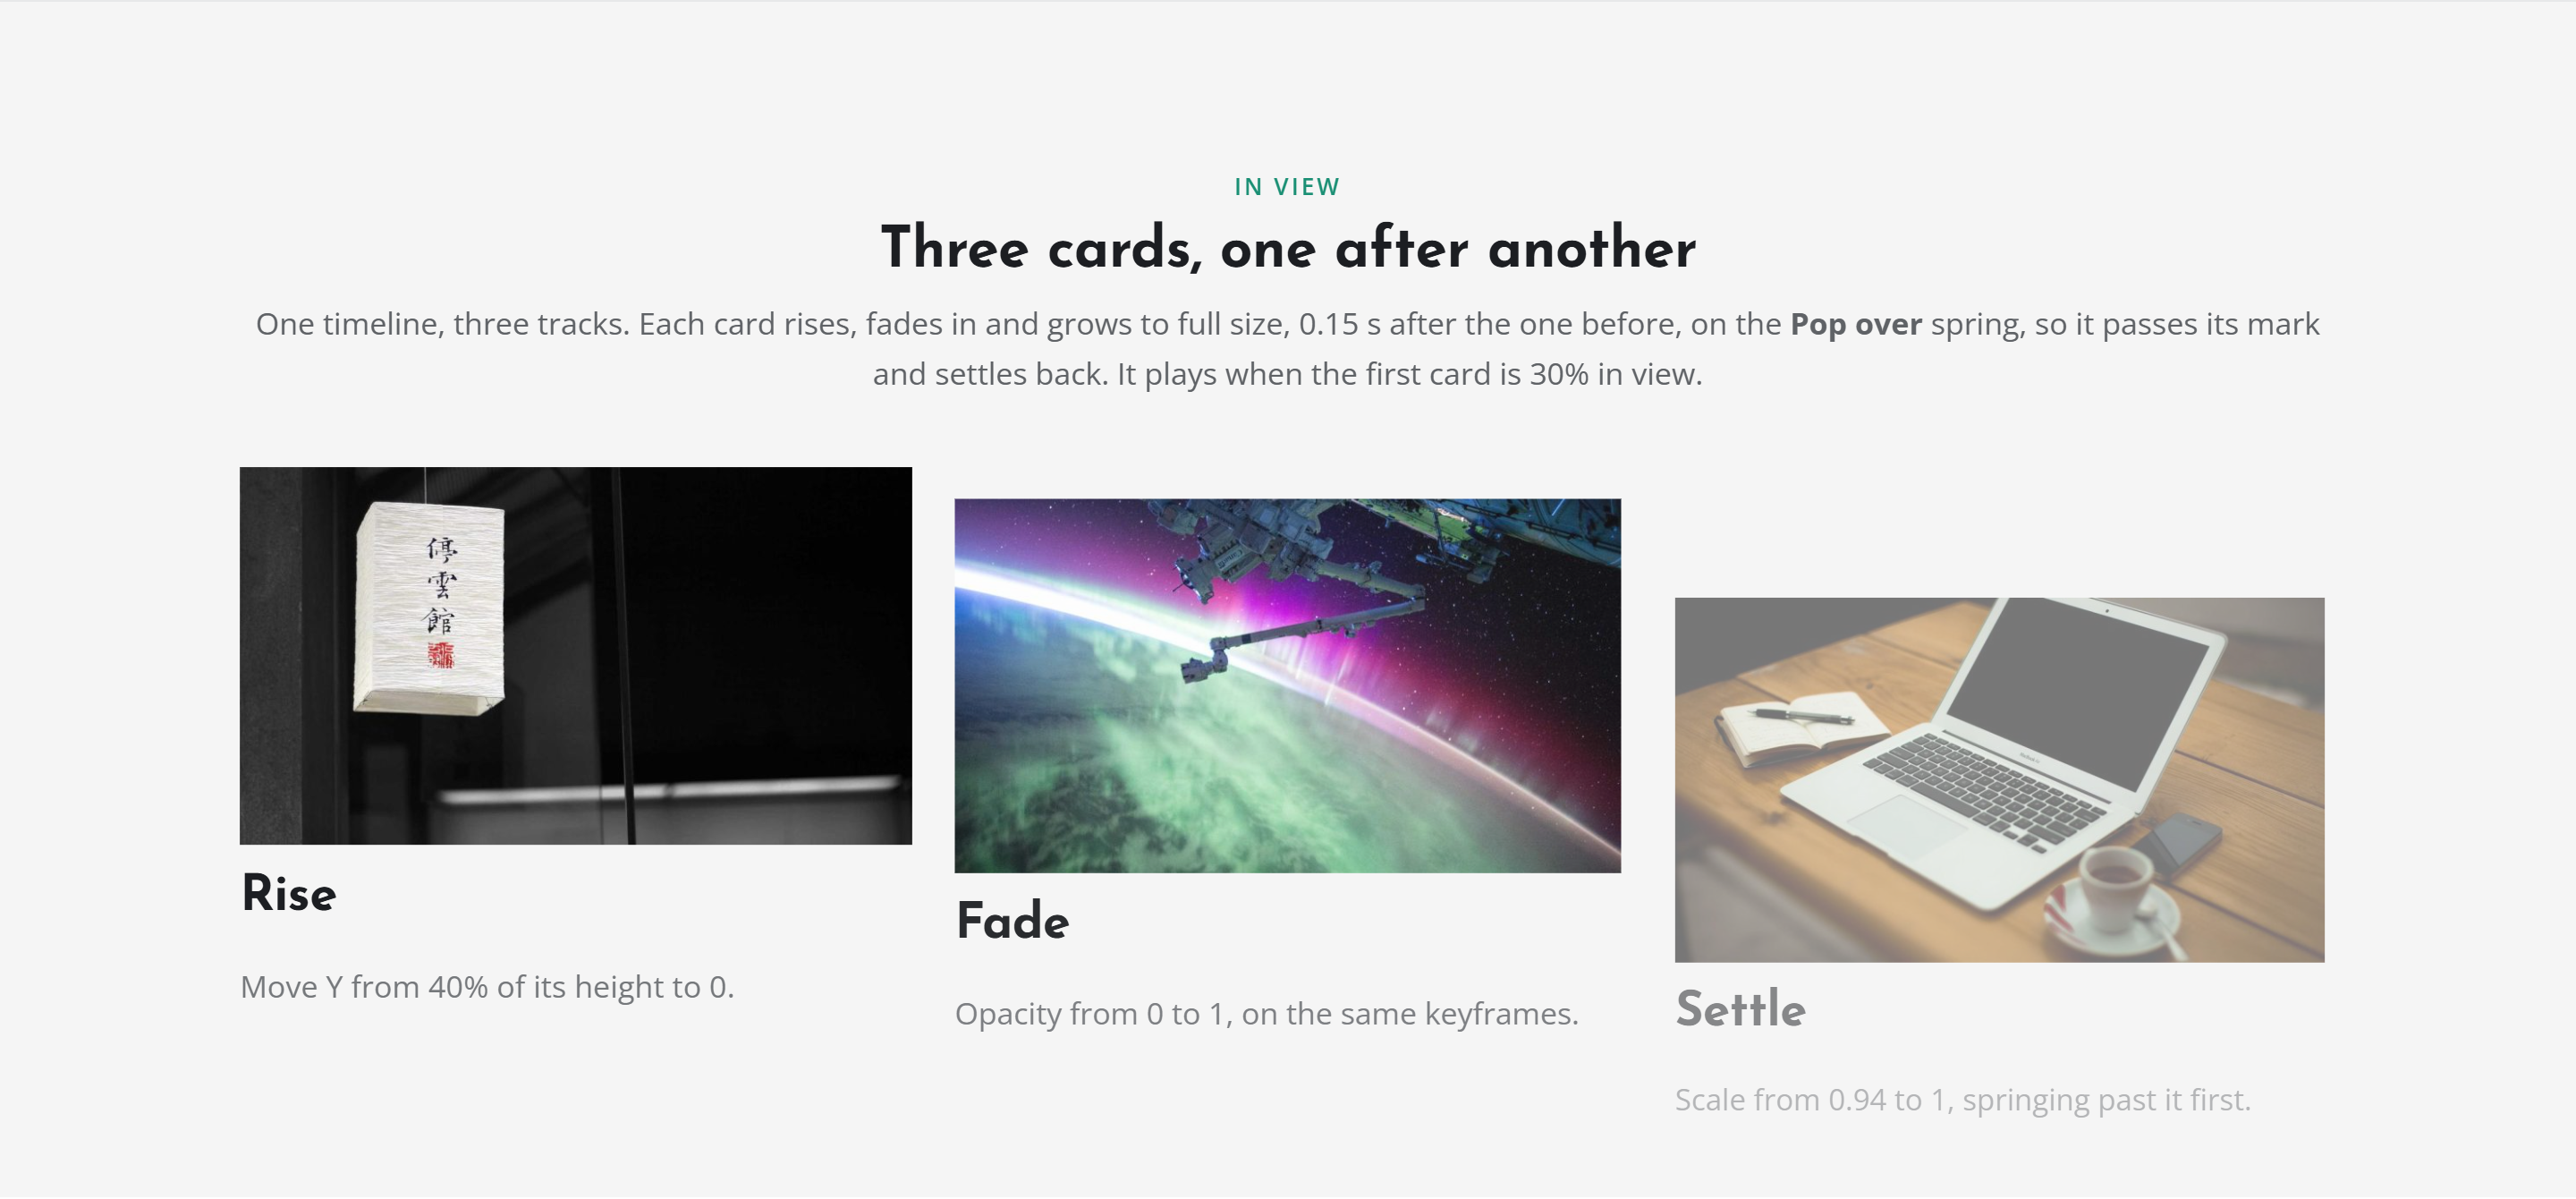 IN VIEW
Three cards, one after another
One timeline, three tracks. Each card rises, fades in and grows to full size, 0.15 s after the one before, on the Pop over spring, so it passes its mark
and settles back. It plays when the first card is 30% in view.
停雲館
Rise
Move Y from 40% of its height to 0.
Fade
Opacity from 0 to 1, on the same keyframes.
Settle
Scale from 0.94 to 1, springing past it first.